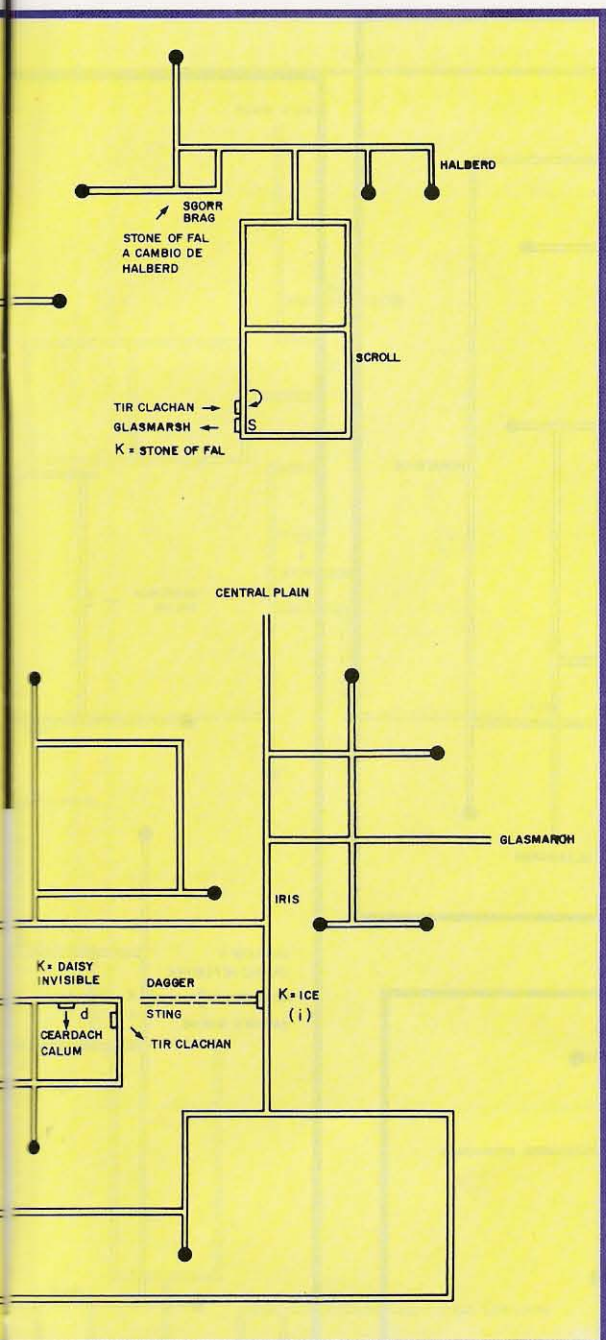 HALBERD
SGORR
BRAG
STONE OF FAL
A CAMBIO DE
HALBERD
SCROLL
TIR CLACHAN
GLASMARSH S
K = STONE OF FAL
CENTRAL PLAIN
GLASMARCH
IRIS
K = DAISY
INVISIBLE
DAGGER
K = ICE
(i)
STING
d
CEARDACH
CALUM
TIR CLACHAN